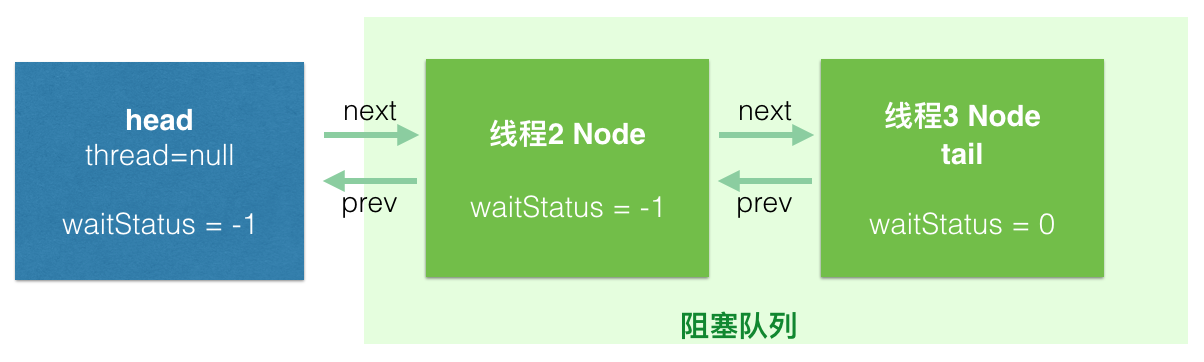 head
thread=null
waitStatus = -1
next
prev
线程2 Node
waitStatus = -1
next
prev
线程3 Node
tail
waitStatus = 0
阻塞队列